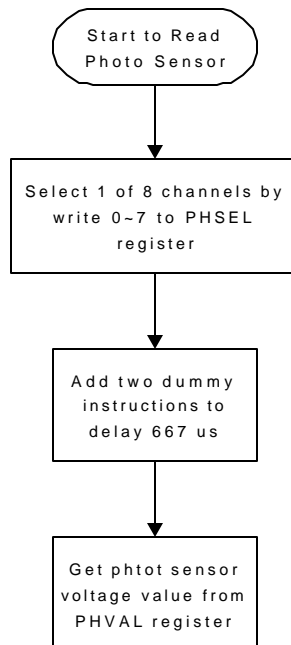 Start to Read
Photo Sensor
Select 1 of 8 channels by
write 0~7 to PHSEL
register
Add two dummy
instructions to
delay 667 us
Get phtot sensor
voltage value from
PHVAL register